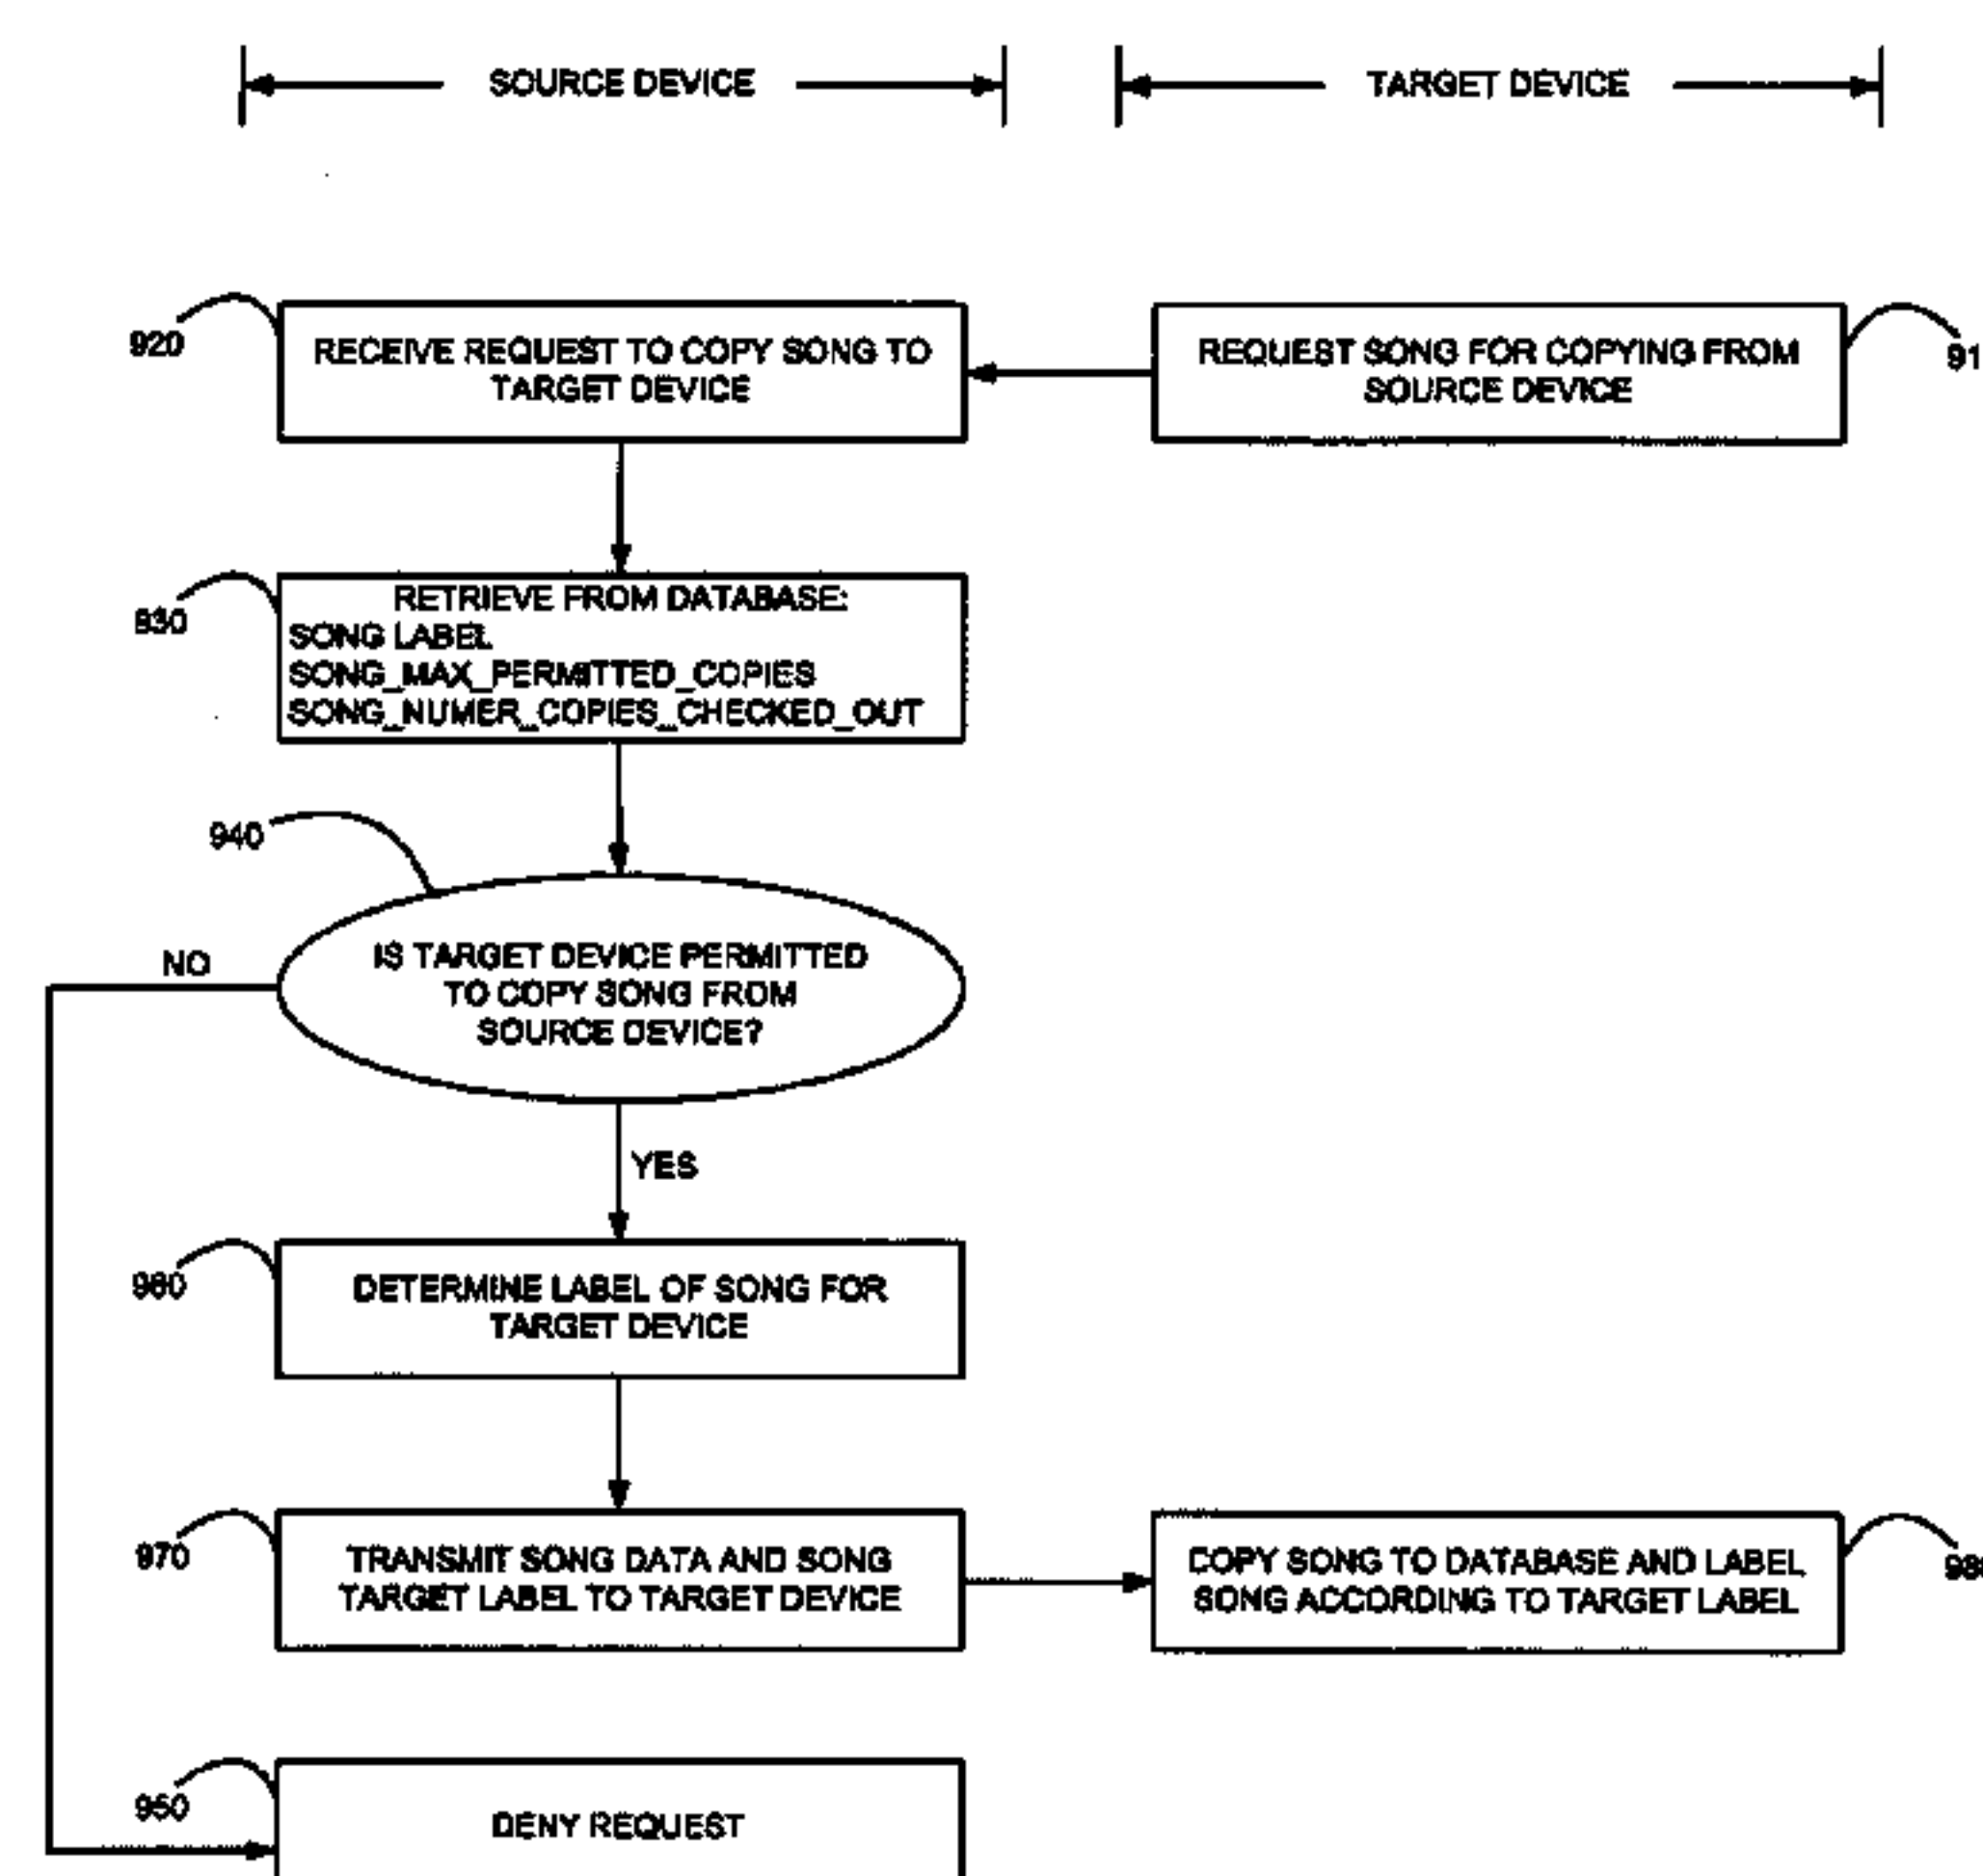 SOURCE DEVICE
TARGET DEVICE
920
RECEIVE REQUEST TO COPY SONG TO
TARGET DEVICE
REQUEST SONG FOR COPYING FROM
SOURCE DEVICE
91
930
RETRIEVE FROM DATABASE:
SONG LABEL
SONG_MAX_PERMITTED_COPIES
SONG_NUMER_COPIES_CHECKED_OUT
940
IS TARGET DEVICE PERMITTED
TO COPY SONG FROM
SOURCE DEVICE?
NO
YES
960
DETERMINE LABEL OF SONG FOR
TARGET DEVICE
970
TRANSMIT SONG DATA AND SONG
TARGET LABEL TO TARGET DEVICE
COPY SONG TO DATABASE AND LABEL
SONG ACCORDING TO TARGET LABEL
950
DENY REQUEST